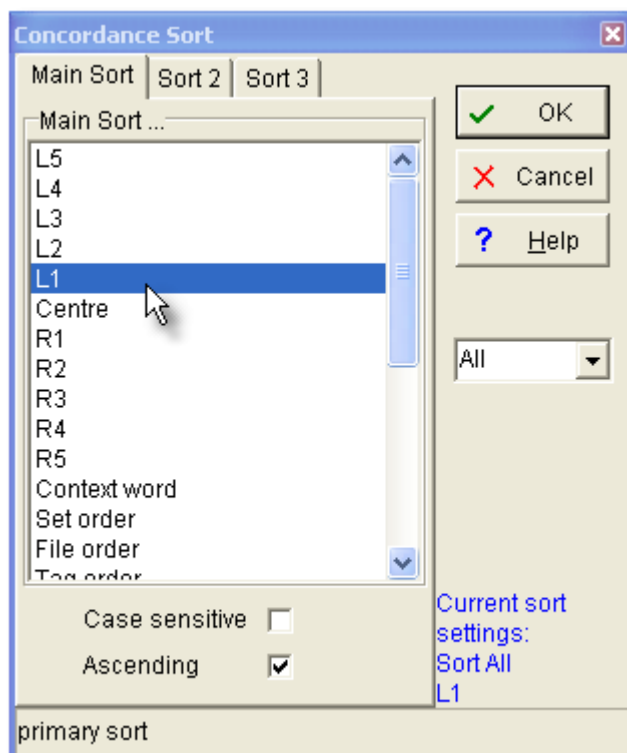 Concordance Sort
Main Sort Sort 2 Sort 3
Main Sort ...
L5
L4
L3
L2
L1
Centre
R1
R2
R3
R4
R5
Context word
Set order
File order
Tag order
Case sensitive
Ascending
OK
Cancel
? Help
All
Current sort
settings:
Sort All
L1
primary sort